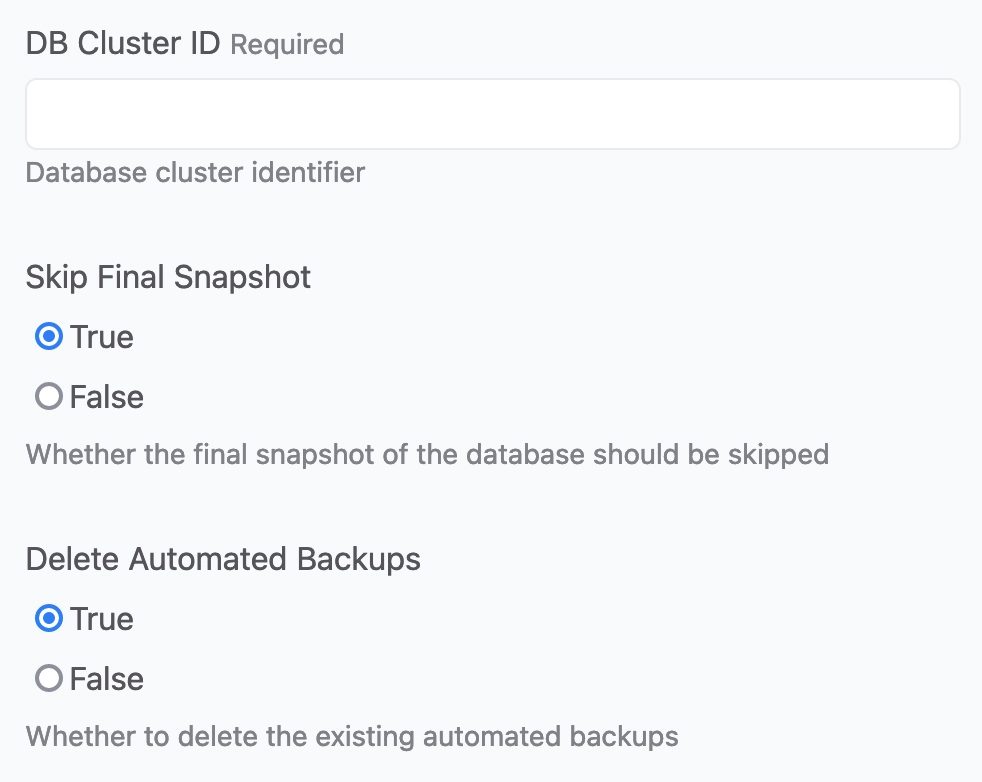 DB Cluster ID Required
Database cluster identifier
Skip Final Snapshot
True
False
Whether the final snapshot of the database should be skipped
Delete Automated Backups
True
False
Whether to delete the existing automated backups